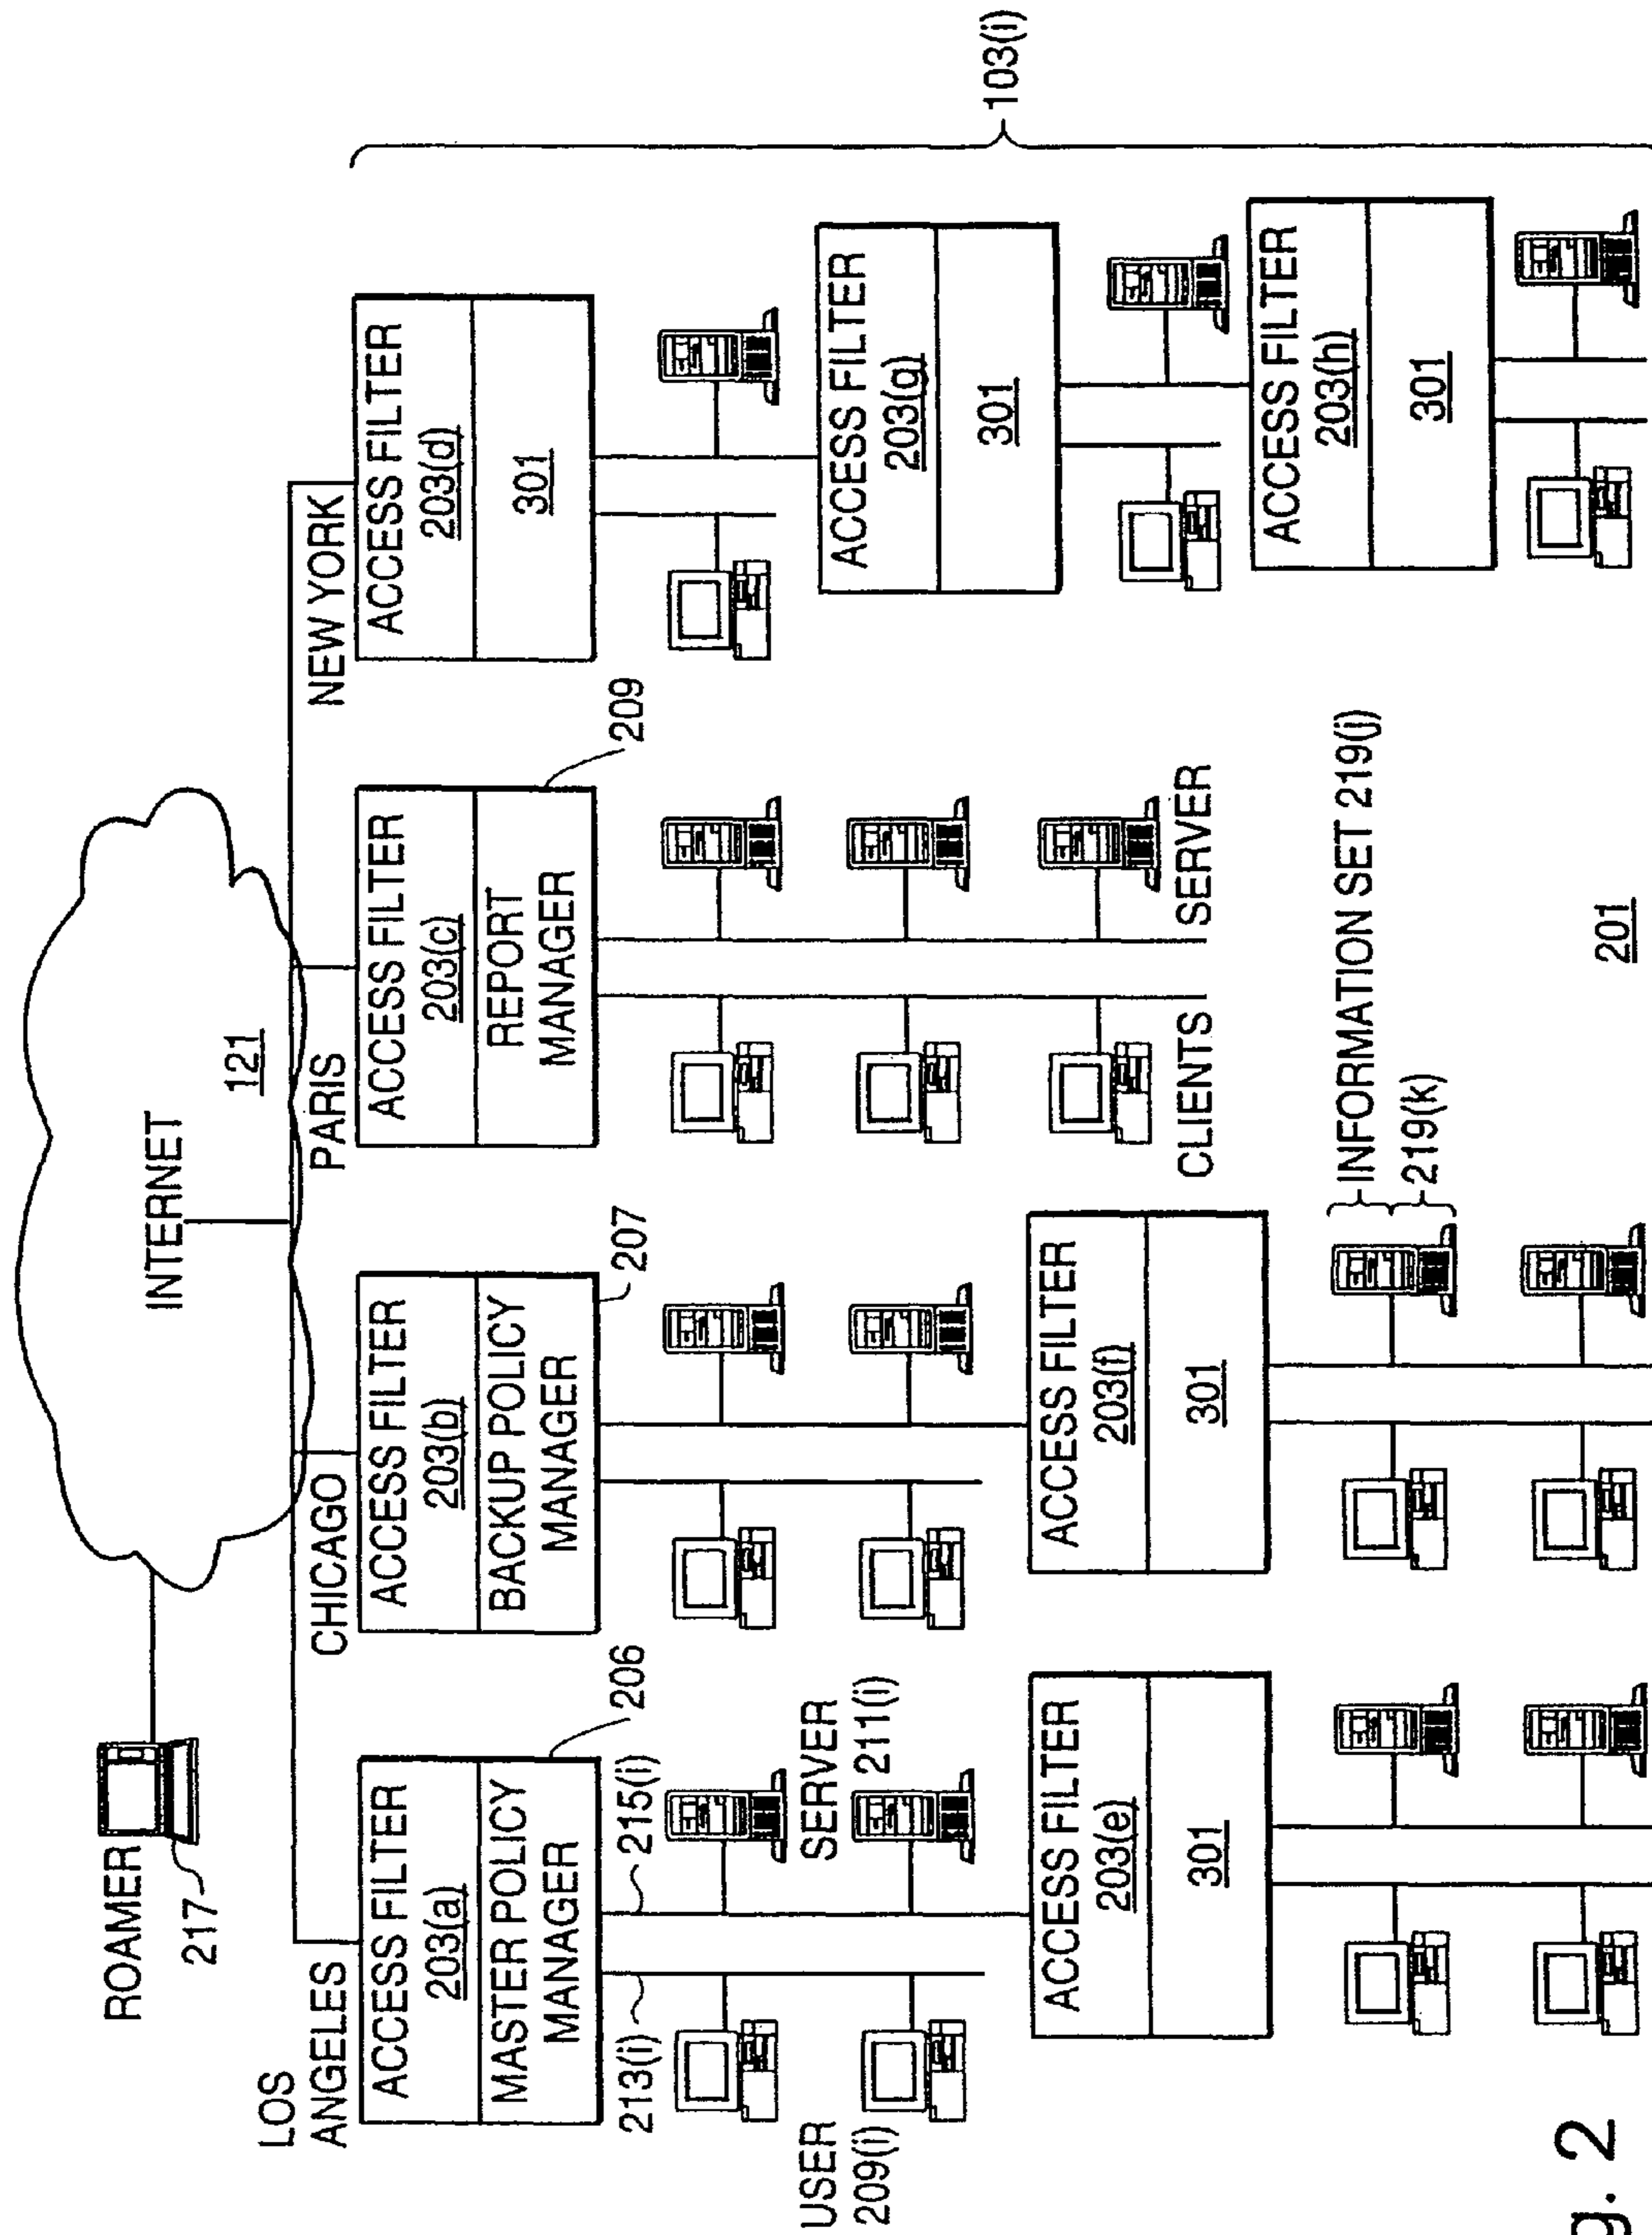 ROAMER
217
INTERNET
121
LOS
ANGELES
CHICAGO
PARIS
NEW YORK
ACCESS FILTER
203(a)
MASTER POLICY
MANAGER
206
ACCESS FILTER
203(b)
BACKUP POLICY
MANAGER
207
ACCESS FILTER
203(c)
REPORT
MANAGER
209
ACCESS FILTER
203(d)
301
213(i)
215(i)
USER
209(i)
SERVER
211(i)
ACCESS FILTER
203(e)
301
ACCESS FILTER
203(f)
301
CLIENTS
SERVER
ACCESS FILTER
203(g)
301
ACCESS FILTER
203(h)
301
INFORMATION SET 219(j)
219(k)
103(i)
201
g. 2